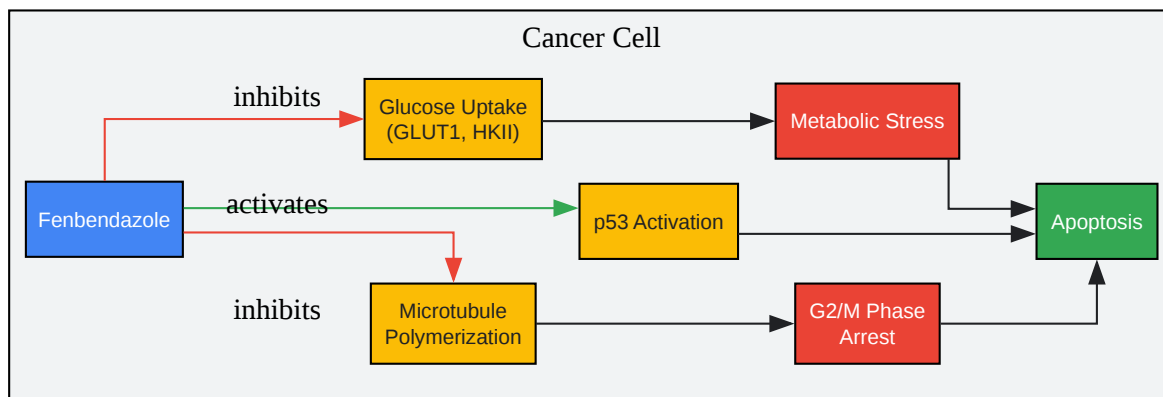 Cancer Cell
inhibits
Glucose Uptake
(GLUT1, HKII)
Metabolic Stress
Fenbendazole
activates
p53 Activation
Apoptosis
inhibits
Microtubule
Polymerization
G2/M Phase
Arrest